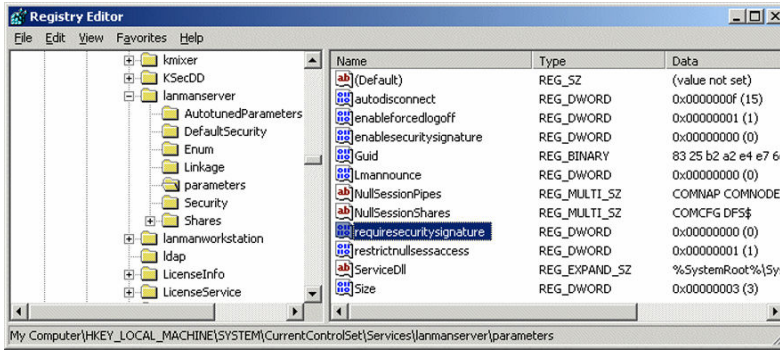 Registry Editor
File Edit View Favorites Help
kmixer
KSecDD
lanmanserver
AutotunedParameters
DefaultSecurity
Enum
Linkage
parameters
Security
Shares
lanmanworkstation
ldap
LicenseInfo
LicenseService
Name Type Data
(Default) REG_SZ (value not set)
autodisconnect REG_DWORD 0x0000000f (15)
enableforcedlogoff REG_DWORD 0x00000001 (1)
enablesecuritysignature REG_DWORD 0x00000000 (0)
Guid REG_BINARY 83 25 b2 a2 e4 e7 6
Lmannounce REG_DWORD 0x00000000 (0)
NullSessionPipes REG_MULTI_SZ COMNAP COMNODE
NullSessionShares REG_MULTI_SZ COMCFG DFS$
requiresecuritysignature REG_DWORD 0x00000000 (0)
restrictnullsessaccess REG_DWORD 0x00000001 (1)
ServiceDll REG_EXPAND_SZ %SystemRoot%\Sy
Size REG_DWORD 0x00000003 (3)
My Computer\HKEY_LOCAL_MACHINE\SYSTEM\CurrentControlSet\Services\lanmanserver\parameters